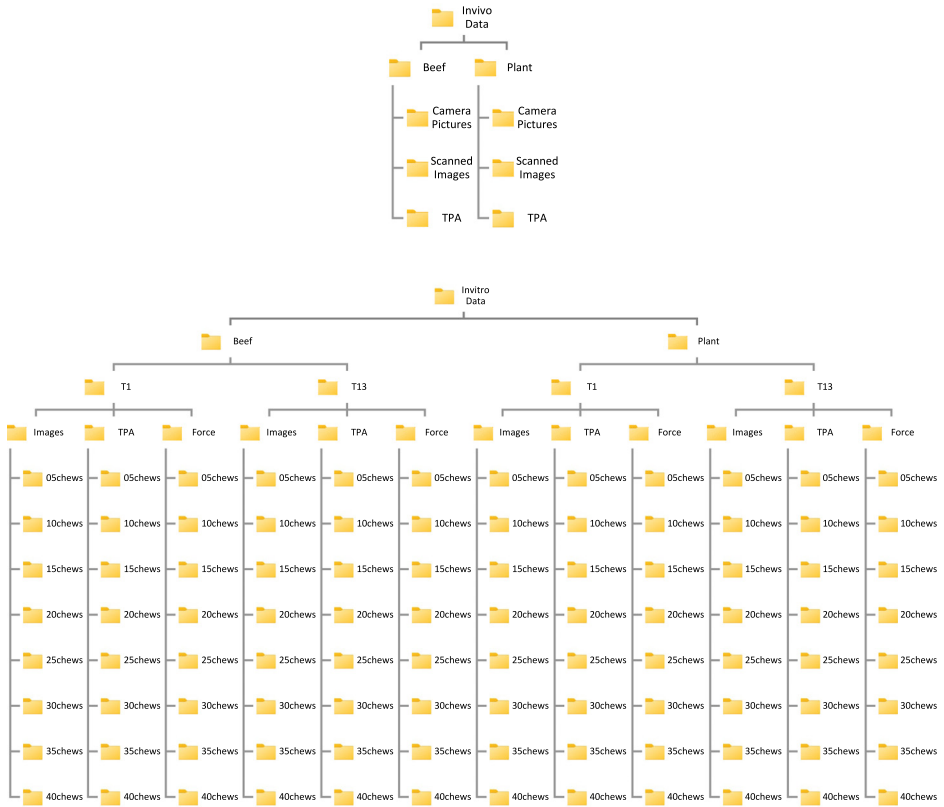 Invivo
Data
Beef Plant
Camera Camera
Pictures Pictures
Scanned Scanned
Images Images
TPA TPA
Invitro
Data
Beef Plant
T1 T13 T1 T13
Images TPA Force Images TPA Force Images TPA Force Images TPA Force
05chews 05chews 05chews 05chews 05chews 05chews 05chews 05chews 05chews 05chews 05chews 05chews
10chews 10chews 10chews 10chews 10chews 10chews 10chews 10chews 10chews 10chews 10chews 10chews
15chews 15chews 15chews 15chews 15chews 15chews 15chews 15chews 15chews 15chews 15chews 15chews
20chews 20chews 20chews 20chews 20chews 20chews 20chews 20chews 20chews 20chews 20chews 20chews
25chews 25chews 25chews 25chews 25chews 25chews 25chews 25chews 25chews 25chews 25chews 25chews
30chews 30chews 30chews 30chews 30chews 30chews 30chews 30chews 30chews 30chews 30chews 30chews
35chews 35chews 35chews 35chews 35chews 35chews 35chews 35chews 35chews 35chews 35chews 35chews
40chews 40chews 40chews 40chews 40chews 40chews 40chews 40chews 40chews 40chews 40chews 40chews